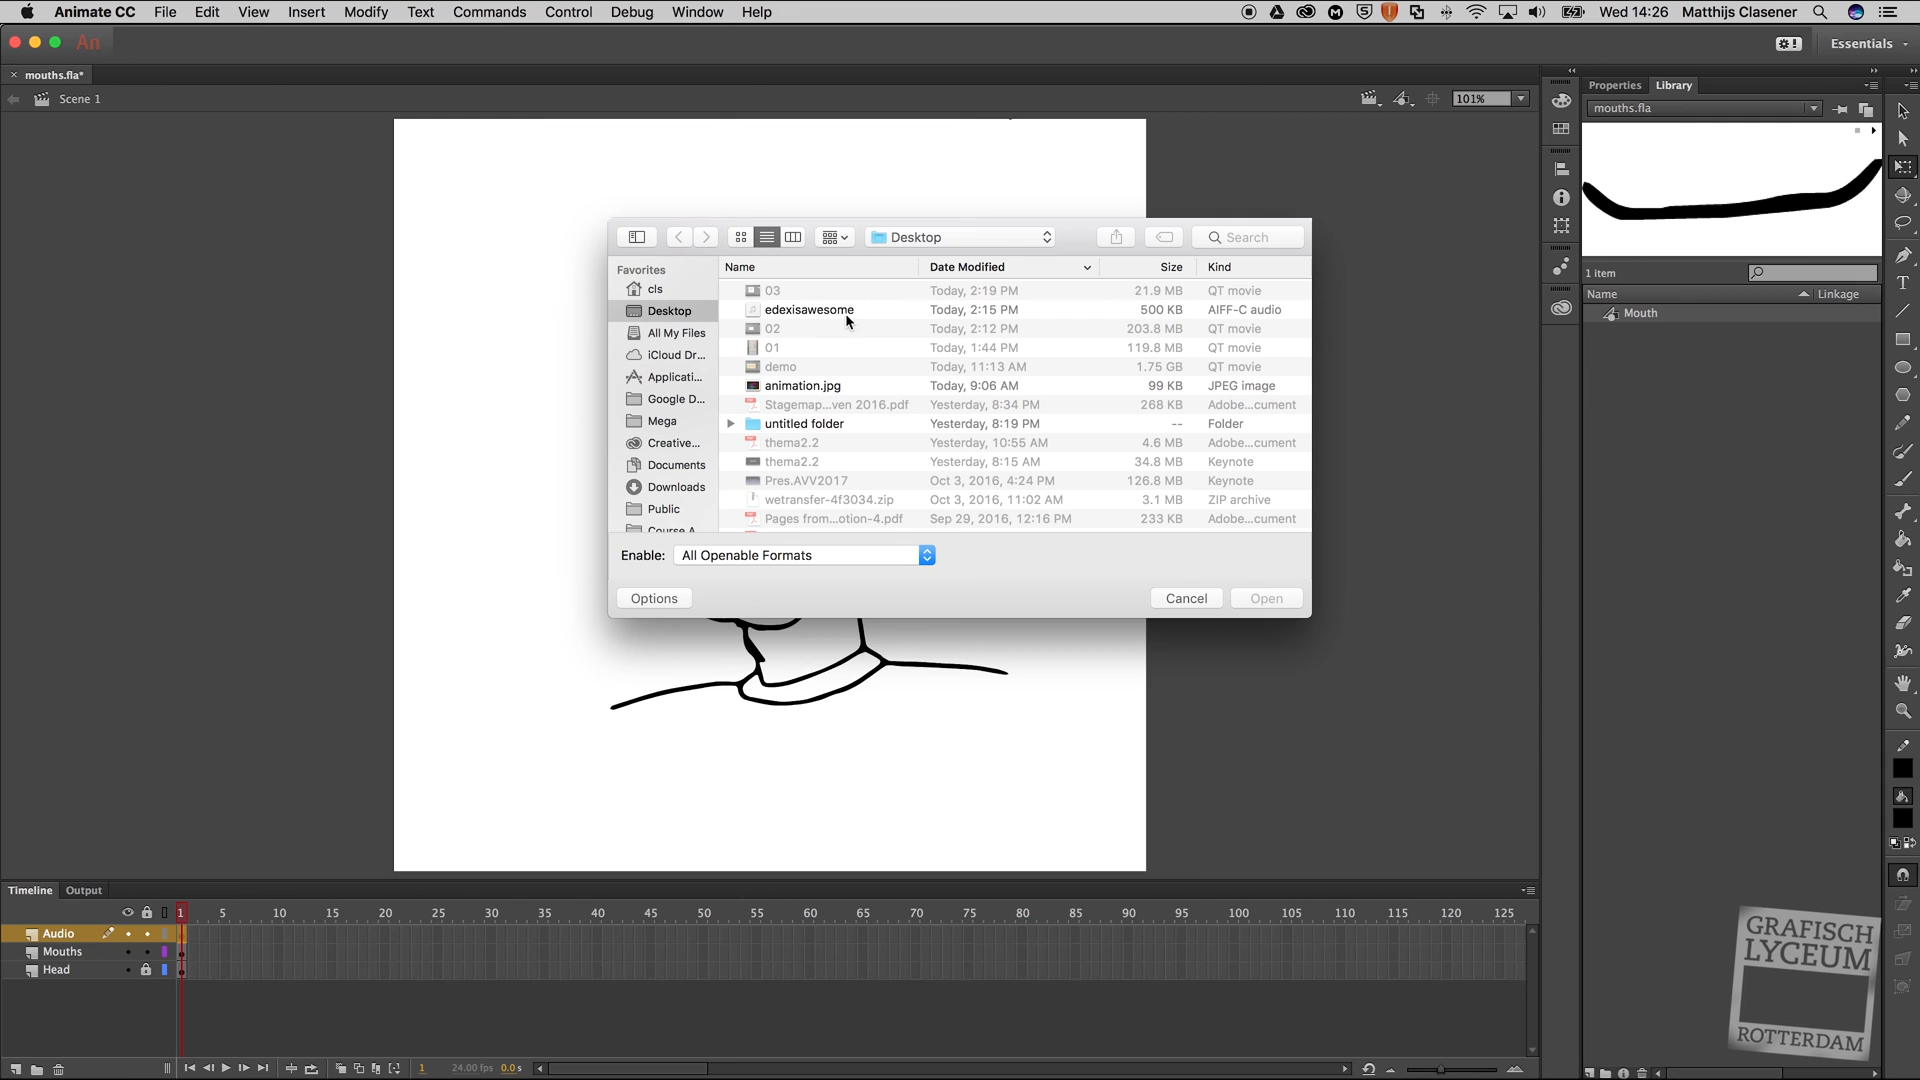 Animate CC File Edit View Insert Modify Text Commands Control Debug Window Help
Wed 14:26 Matthijs Clasener
An
Essentials
mouths.fla*
Scene 1
101%
Properties Library
mouths.fla
1 item
Name Linkage
Mouth
Desktop
Search
Favorites
cls
Desktop
All My Files
iCloud Dr...
Applicati...
Google D...
Mega
Creative...
Documents
Downloads
Public
Course A
Name Date Modified Size Kind
03 Today, 2:19 PM 21.9 MB QT movie
edexisawesome Today, 2:15 PM 500 KB AIFF-C audio
02 Today, 2:12 PM 203.8 MB QT movie
01 Today, 1:44 PM 119.8 MB QT movie
demo Today, 11:13 AM 1.75 GB QT movie
animation.jpg Today, 9:06 AM 99 KB JPEG image
Stagemap...ven 2016.pdf Yesterday, 8:34 PM 268 KB Adobe...cument
untitled folder Yesterday, 8:19 PM -- Folder
thema2.2 Yesterday, 10:55 AM 4.6 MB Adobe...cument
thema2.2 Yesterday, 8:15 AM 34.8 MB Keynote
Pres.AVV2017 Oct 3, 2016, 4:24 PM 126.8 MB Keynote
wetransfer-4f3034.zip Oct 3, 2016, 11:02 AM 3.1 MB ZIP archive
Pages from...otion-4.pdf Sep 29, 2016, 12:16 PM 233 KB Adobe...cument
Enable: All Openable Formats
Options Cancel Open
Timeline Output
1 5 10 15 20 25 30 35 40 45 50 55 60 65 70 75 80 85 90 95 100 105 110 115 120 125
Audio
Mouths
Head
1 24.00 fps 0.0 s
GRAFISCH
LYCEUM
ROTTERDAM